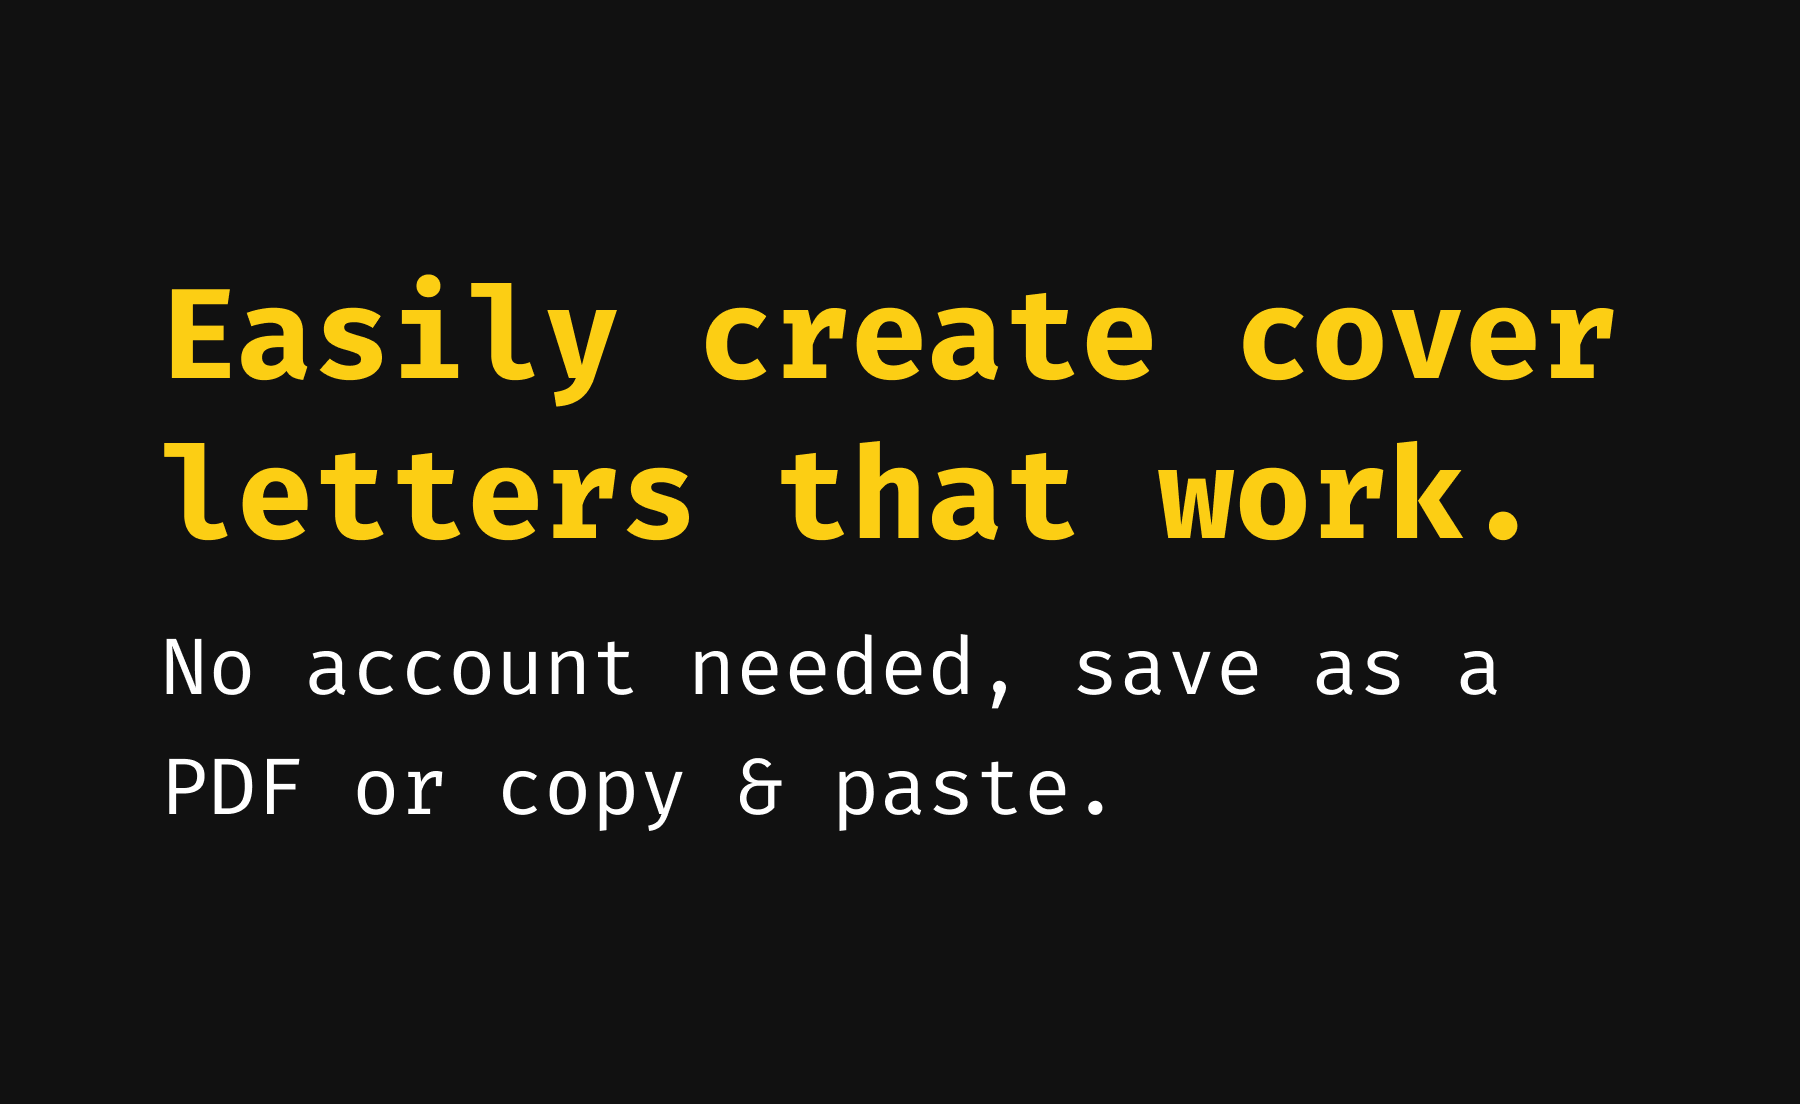 Easily create cover
letters that work.
No account needed, save as a
PDF or copy & paste.